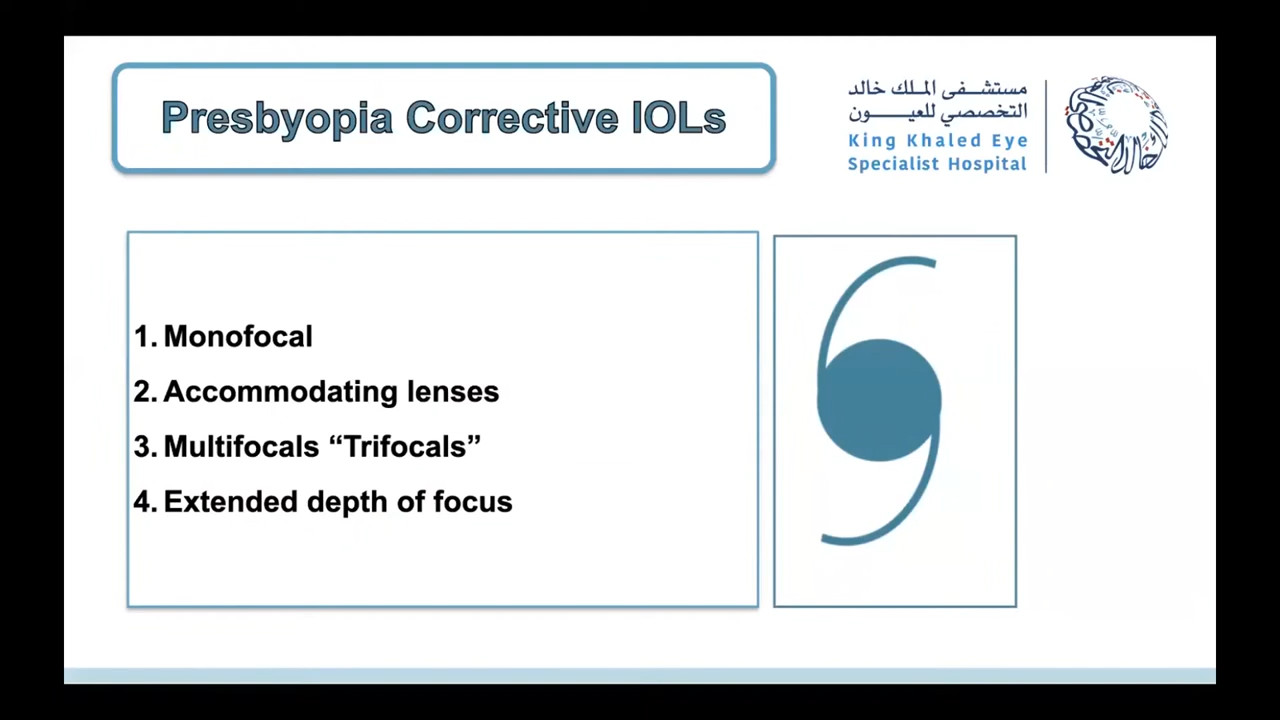 Presbyopia Corrective IOLs
مستشفى الملك خالد
التخصصي للعيون
King Khaled Eye
Specialist Hospital
1. Monofocal
2. Accommodating lenses
3. Multifocals “Trifocals”
4. Extended depth of focus